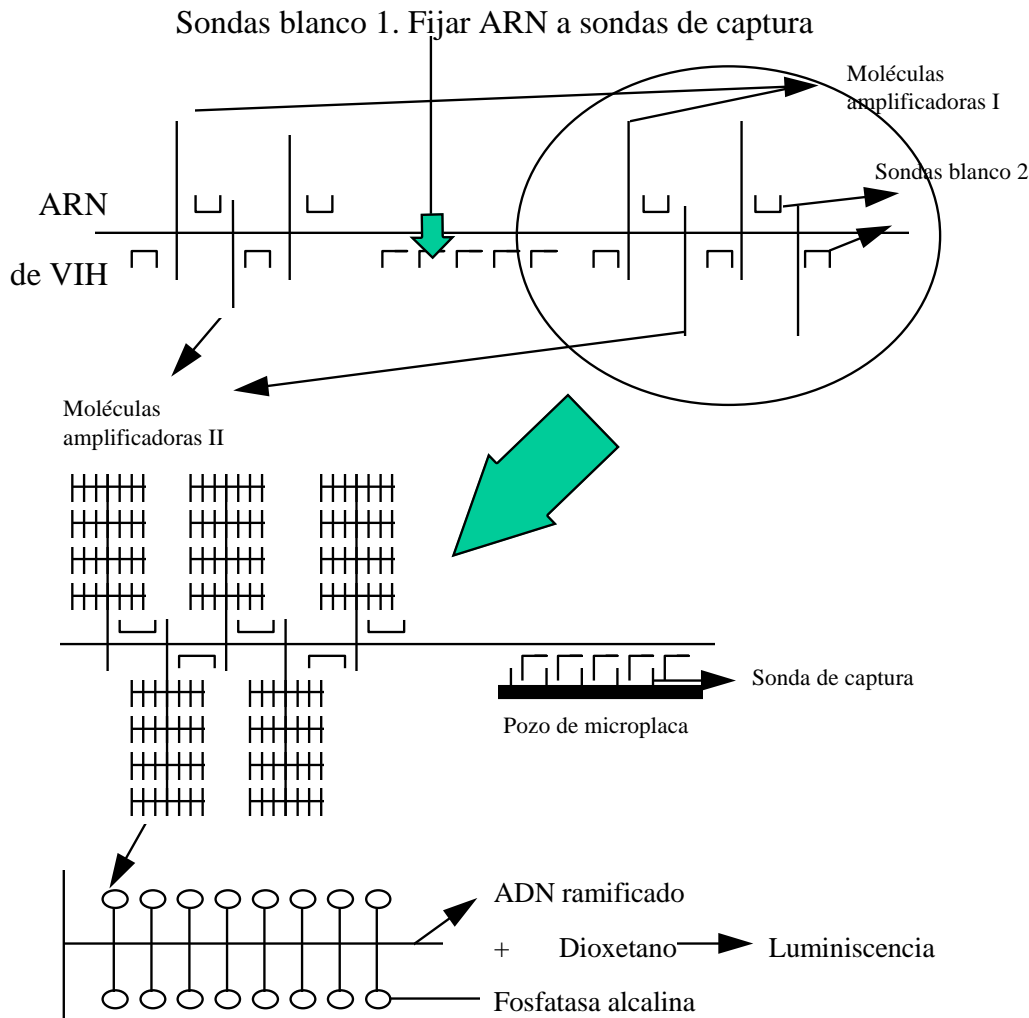 Sondas blanco 1. Fijar ARN a sondas de captura
Moléculas
amplificadoras I
Sondas blanco 2
ARN
de VIH
Moléculas
amplificadoras II
Sonda de captura
Pozo de microplaca
ADN ramificado
+ Dioxetano Luminiscencia
Fosfatasa alcalina